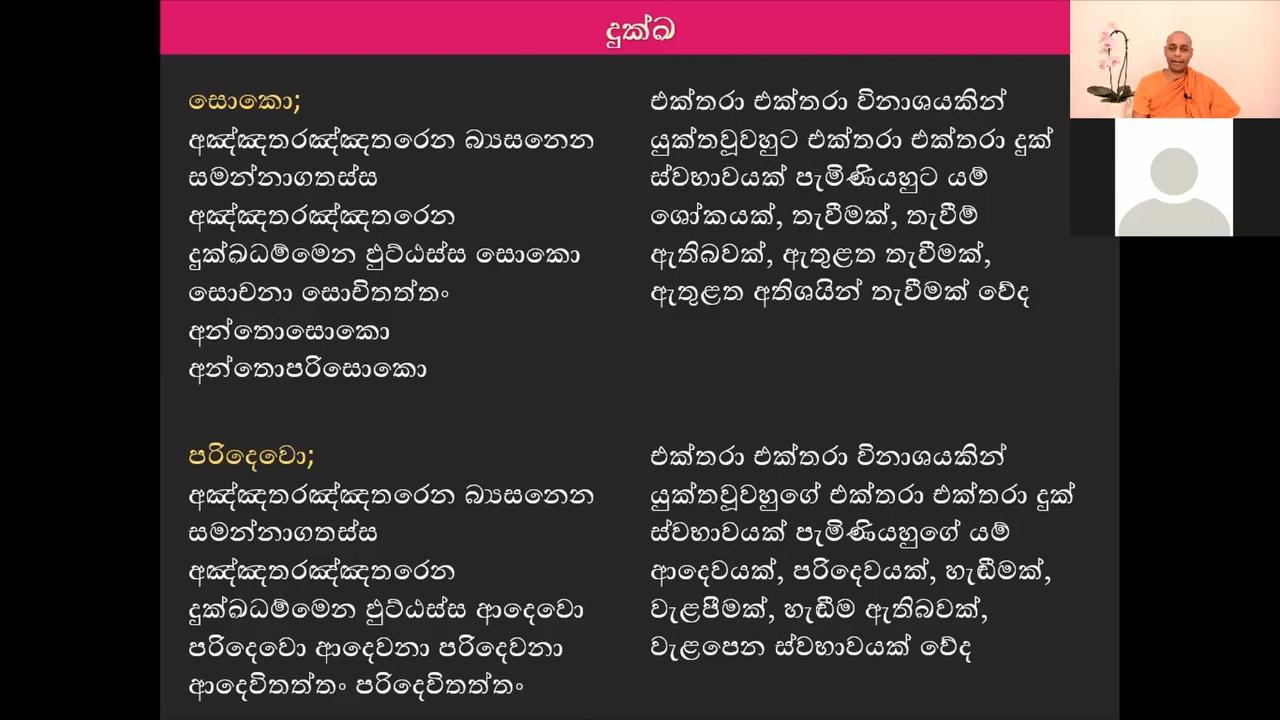 දුක්ඛ
සොකො;
අඤ්ඤතරඤ්ඤතරෙන බ්‍යසනෙන
සමන්නාගතස්ස
අඤ්ඤතරඤ්ඤතරෙන
දුක්ඛධම්මෙන ඵුට්ඨස්ස සොකො
සොචනා සොචිතත්තං
අන්තොසොකො
අන්තොපරිසොකො
එක්තරා එක්තරා විනාශයකින්
යුක්තවූවහුට එක්තරා එක්තරා දුක්
ස්වභාවයක් පැමිණියහුට යම්
ශෝකයක්, තැවීමක්, තැවීම්
ඇතිබවක්, ඇතුළත තැවීමක්,
ඇතුළත අතිශයින් තැවීමක් වේද
පරිදෙවො;
අඤ්ඤතරඤ්ඤතරෙන බ්‍යසනෙන
සමන්නාගතස්ස
අඤ්ඤතරඤ්ඤතරෙන
දුක්ඛධම්මෙන ඵුට්ඨස්ස ආදෙවො
පරිදෙවො ආදෙවනා පරිදෙවනා
ආදෙවිතත්තං පරිදෙවිතත්තං
එක්තරා එක්තරා විනාශයකින්
යුක්තවූවහුගේ එක්තරා එක්තරා දුක්
ස්වභාවයක් පැමිණියහුගේ යම්
ආදෙවයක්, පරිදෙවයක්, හැඬීමක්,
වැළපීමක්, හැඬීම ඇතිබවක්,
වැළපෙන ස්වභාවයක් වේද